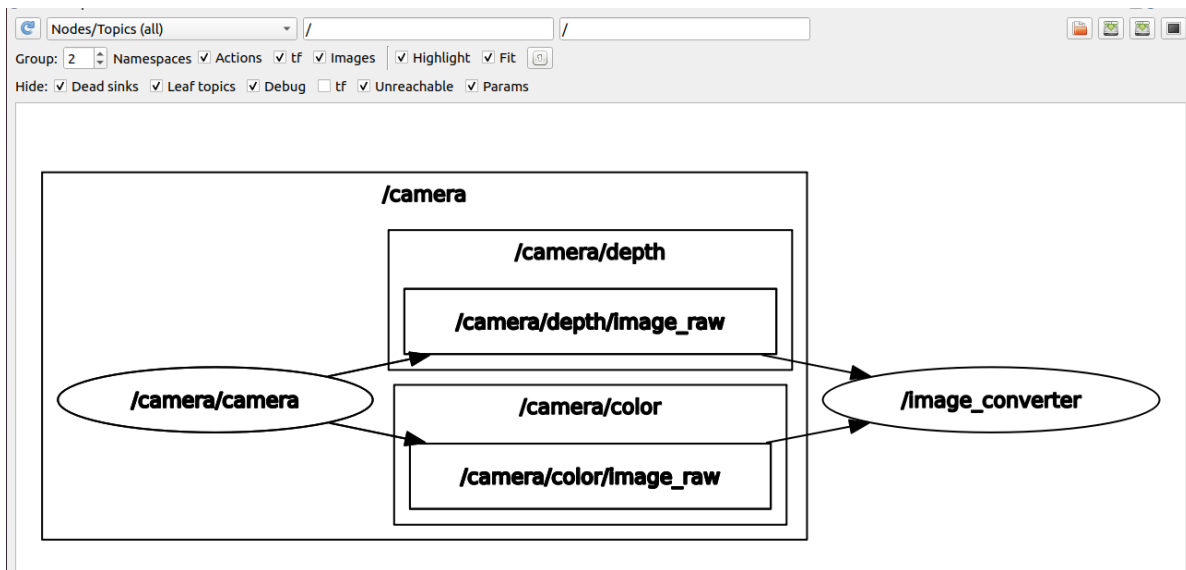 Nodes/Topics (all) / /
Group: 2 Namespaces Actions tf Images Highlight Fit
Hide: Dead sinks Leaf topics Debug tf Unreachable Params
/camera
/camera/depth
/camera/depth/image_raw
/camera/camera
/camera/color
/image_converter
/camera/color/image_raw